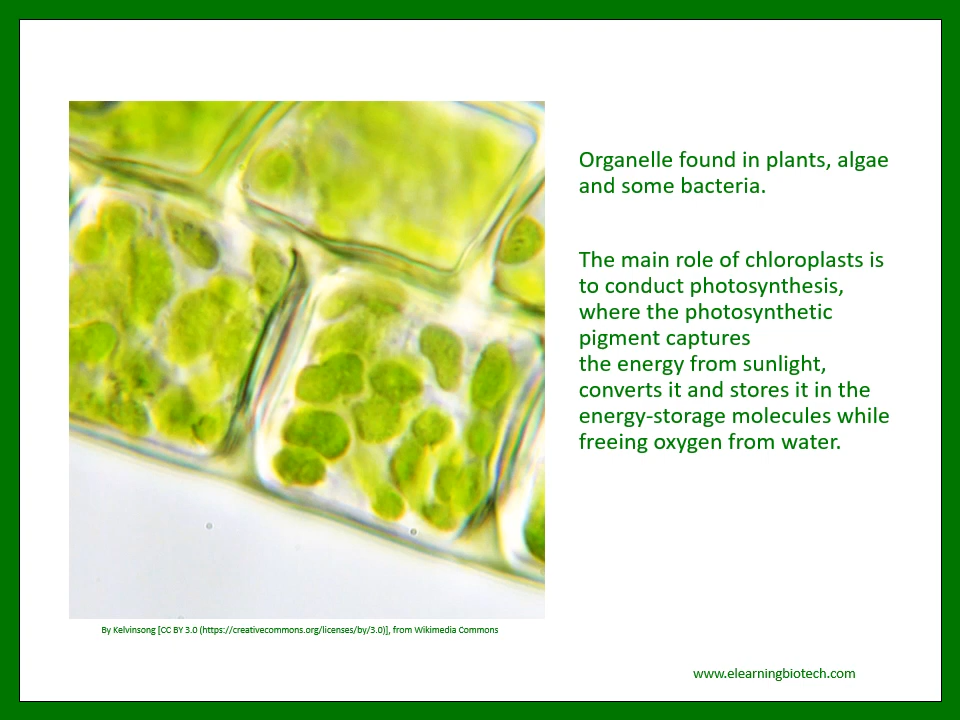 Organelle found in plants, algae
and some bacteria.
The main role of chloroplasts is
to conduct photosynthesis,
where the photosynthetic
pigment captures
the energy from sunlight,
converts it and stores it in the
energy-storage molecules while
freeing oxygen from water.
By Kelvinsong [CC BY 3.0 (https://creativecommons.org/licenses/by/3.0)], from Wikimedia Commons
www.elearningbiotech.com